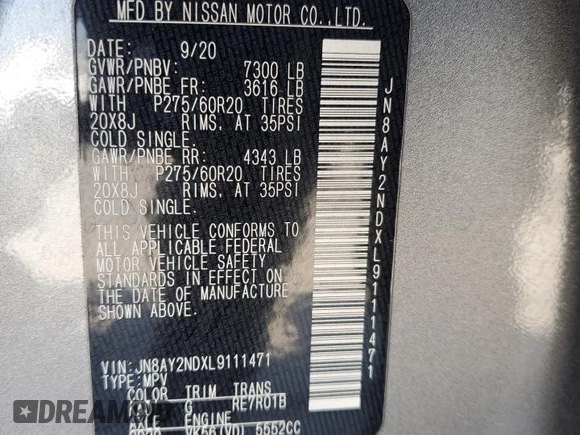 MFD BY NISSAN MOTOR CO.,LTD.
DATE: 9/20
GVWR/PNBV: 7300 LB
GAWR/PNBE FR: 3616 LB
WITH P275/60R20 TIRES
20X8J RIMS, AT 35PSI
COLD SINGLE.
GAWR/PNBE RR: 4343 LB
WITH P275/60R20 TIRES
20X8J RIMS, AT 35PSI
COLD SINGLE.
THIS VEHICLE CONFORMS TO
ALL APPLICABLE FEDERAL
MOTOR VEHICLE SAFETY
STANDARDS IN EFFECT ON
THE DATE OF MANUFACTURE
SHOWN ABOVE.
VIN:JN8AY2NDXL9111471
TYPE:MPV
COLOR TRIM TRANS
G RE7R01B
ENGINE
VK56(VD) 5552CC
JN8AY2NDXL9111471
DEALERMAX